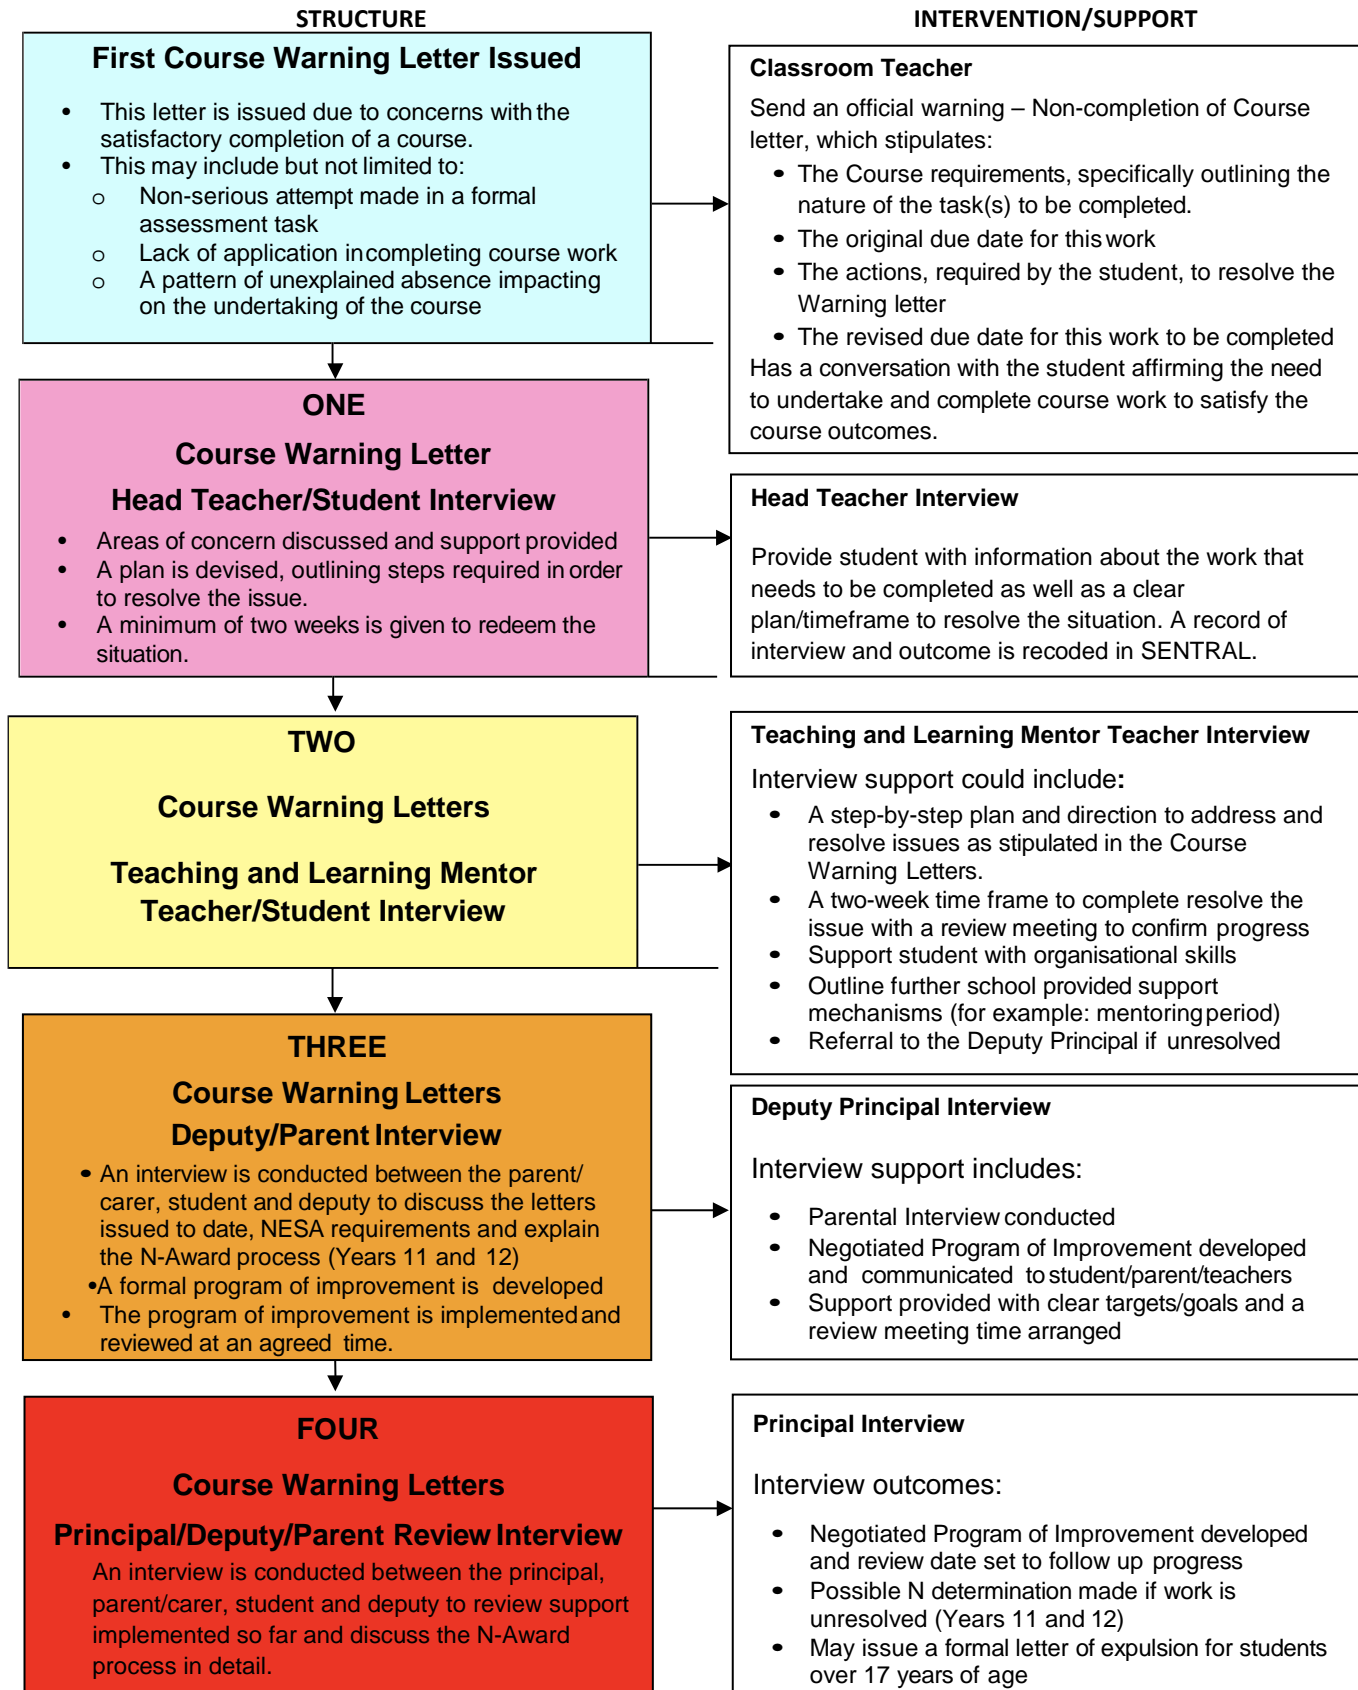 STRUCTURE
INTERVENTION/SUPPORT
First Course Warning Letter Issued
• This letter is issued due to concerns with the
satisfactory completion of a course.
• This may include but not limited to:
o Non-serious attempt made in a formal
assessment task
o Lack of application incompleting course work
o A pattern of unexplained absence impacting
on the undertaking of the course
Classroom Teacher
Send an official warning – Non-completion of Course
letter, which stipulates:
• The Course requirements, specifically outlining the
nature of the task(s) to be completed.
• The original due date for this work
• The actions, required by the student, to resolve the
Warning letter
• The revised due date for this work to be completed
Has a conversation with the student affirming the need
to undertake and complete course work to satisfy the
course outcomes.
ONE
Course Warning Letter
Head Teacher/Student Interview
• Areas of concern discussed and support provided
• A plan is devised, outlining steps required in order
to resolve the issue.
• A minimum of two weeks is given to redeem the
situation.
Head Teacher Interview
Provide student with information about the work that
needs to be completed as well as a clear
plan/timeframe to resolve the situation. A record of
interview and outcome is recoded in SENTRAL.
TWO
Course Warning Letters
Teaching and Learning Mentor
Teacher/Student Interview
Teaching and Learning Mentor Teacher Interview
Interview support could include:
• A step-by-step plan and direction to address and
resolve issues as stipulated in the Course
Warning Letters.
• A two-week time frame to complete resolve the
issue with a review meeting to confirm progress
• Support student with organisational skills
• Outline further school provided support
mechanisms (for example: mentoring period)
• Referral to the Deputy Principal if unresolved
THREE
Course Warning Letters
Deputy/Parent Interview
• An interview is conducted between the parent/
carer, student and deputy to discuss the letters
issued to date, NESA requirements and explain
the N-Award process (Years 11 and 12)
•A formal program of improvement is developed
• The program of improvement is implemented and
reviewed at an agreed time.
Deputy Principal Interview
Interview support includes:
• Parental Interview conducted
• Negotiated Program of Improvement developed
and communicated to student/parent/teachers
• Support provided with clear targets/goals and a
review meeting time arranged
FOUR
Course Warning Letters
Principal/Deputy/Parent Review Interview
An interview is conducted between the principal,
parent/carer, student and deputy to review support
implemented so far and discuss the N-Award
process in detail.
Principal Interview
Interview outcomes:
• Negotiated Program of Improvement developed
and review date set to follow up progress
• Possible N determination made if work is
unresolved (Years 11 and 12)
• May issue a formal letter of expulsion for students
over 17 years of age